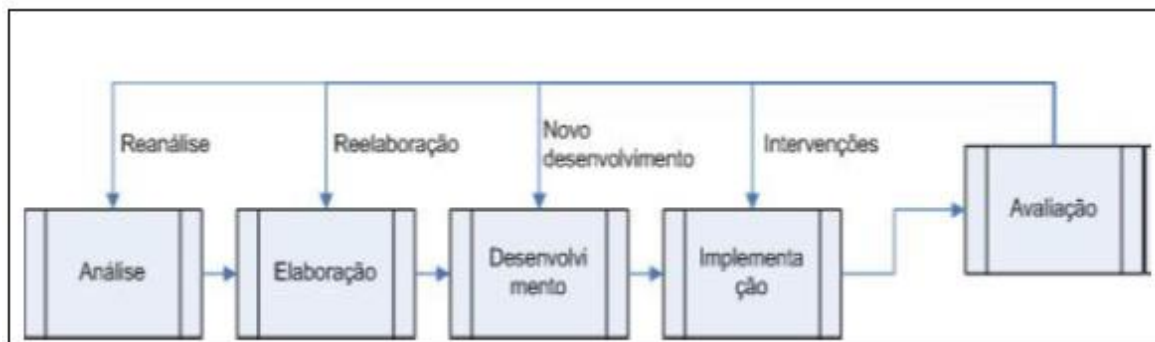 Reanálise
Reelaboração
Novo
desenvolvimento
Intervenções
Análise
Elaboração
Desenvolvi
mento
Implementa
ção
Avaliação